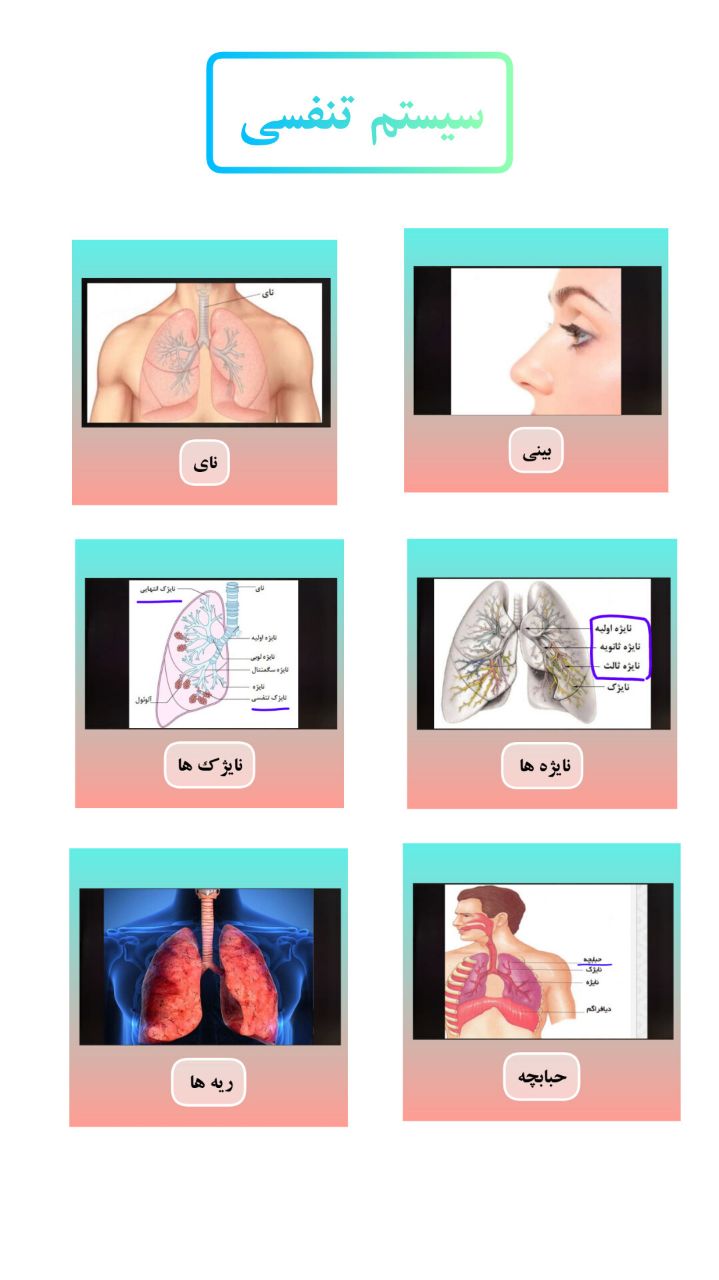 سیستم تنفسی
بینی
نای
نای
نایژه اولیه
نایژه ثانویه
نایژه ثالث
نایژک
نایژه ها
نایژک انتهایی
نای
نایژه اولیه
نایژه لوبی
نایژه سگمنتال
نایژه
نایژک تنفسی
آلوئول
نایژک ها
حبابچه
نایژک
نایژه
دیافراگم
حبابچه
ریه ها